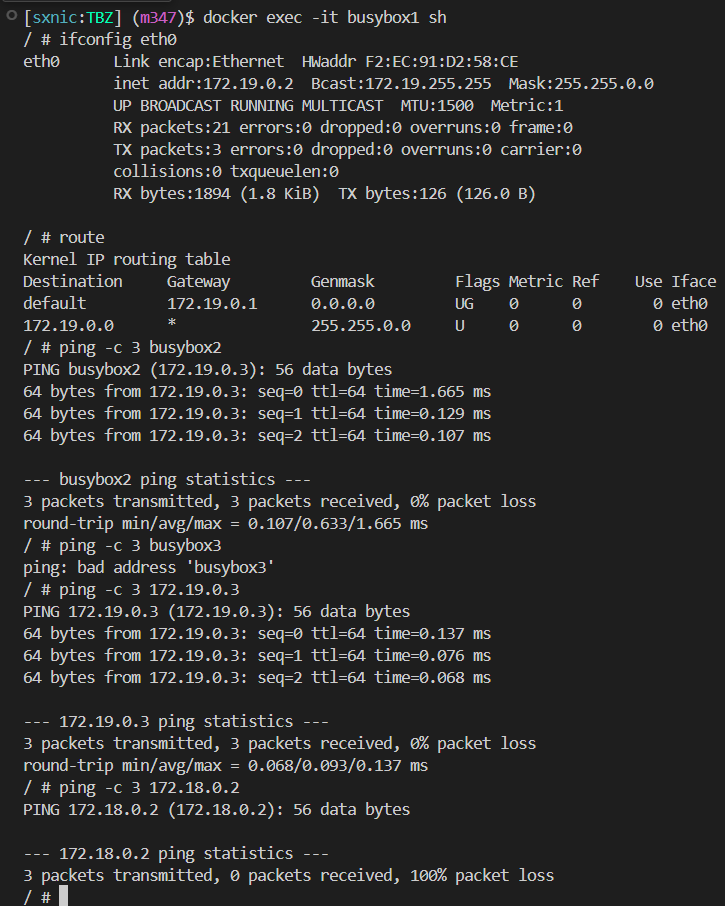 [sxnic:TBZ] (m347)$ docker exec -it busybox1 sh
/ # ifconfig eth0
eth0      Link encap:Ethernet  HWaddr F2:EC:91:D2:58:CE
          inet addr:172.19.0.2  Bcast:172.19.255.255  Mask:255.255.0.0
          UP BROADCAST RUNNING MULTICAST  MTU:1500  Metric:1
          RX packets:21 errors:0 dropped:0 overruns:0 frame:0
          TX packets:3 errors:0 dropped:0 overruns:0 carrier:0
          collisions:0 txqueuelen:0
          RX bytes:1894 (1.8 KiB)  TX bytes:126 (126.0 B)

/ # route
Kernel IP routing table
Destination     Gateway         Genmask         Flags Metric Ref    Use Iface
default         172.19.0.1      0.0.0.0         UG    0      0        0 eth0
172.19.0.0      *               255.255.0.0     U     0      0        0 eth0
/ # ping -c 3 busybox2
PING busybox2 (172.19.0.3): 56 data bytes
64 bytes from 172.19.0.3: seq=0 ttl=64 time=1.665 ms
64 bytes from 172.19.0.3: seq=1 ttl=64 time=0.129 ms
64 bytes from 172.19.0.3: seq=2 ttl=64 time=0.107 ms

--- busybox2 ping statistics ---
3 packets transmitted, 3 packets received, 0% packet loss
round-trip min/avg/max = 0.107/0.633/1.665 ms
/ # ping -c 3 busybox3
ping: bad address 'busybox3'
/ # ping -c 3 172.19.0.3
PING 172.19.0.3 (172.19.0.3): 56 data bytes
64 bytes from 172.19.0.3: seq=0 ttl=64 time=0.137 ms
64 bytes from 172.19.0.3: seq=1 ttl=64 time=0.076 ms
64 bytes from 172.19.0.3: seq=2 ttl=64 time=0.068 ms

--- 172.19.0.3 ping statistics ---
3 packets transmitted, 3 packets received, 0% packet loss
round-trip min/avg/max = 0.068/0.093/0.137 ms
/ # ping -c 3 172.18.0.2
PING 172.18.0.2 (172.18.0.2): 56 data bytes

--- 172.18.0.2 ping statistics ---
3 packets transmitted, 0 packets received, 100% packet loss
/ #